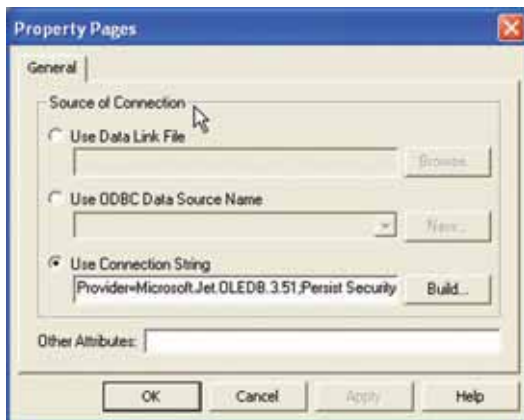 Property Pages
General
Source of Connection
Use Data Link File
Browse...
Use ODBC Data Source Name
New...
Use Connection String
Provider=Microsoft.Jet.OLEDB.3.51;Persist Security
Build...
Other Attributes:
OK
Cancel
Apply
Help